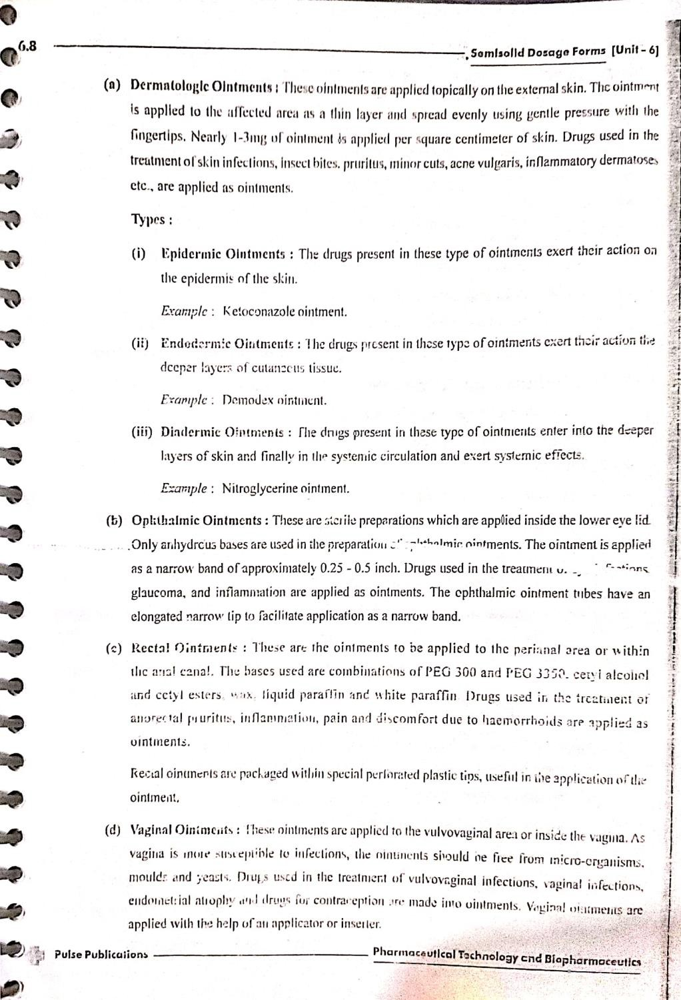 6.8
Semisolid Dosage Forms [Unit - 6]
(a) Dermatologic Ointments : These ointments are applied topically on the external skin. The ointment
is applied to the affected area as a thin layer and spread evenly using gentle pressure with the
fingertips. Nearly 1-3mg of ointment is applied per square centimeter of skin. Drugs used in the
treatment of skin infections, insect bites, pruritus, minor cuts, acne vulgaris, inflammatory dermatoses
etc., are applied as ointments.
Types :
(i) Epidermic Ointments : The drugs present in these type of ointments exert their action on
the epidermis of the skin.
Example : Ketoconazole ointment.
(ii) Endodermic Ointments : The drugs present in these type of ointments exert their action the
deeper layers of cutaneous tissue.
Example : Demodex ointment.
(iii) Diadermic Ointments : The drugs present in these type of ointments enter into the deeper
layers of skin and finally in the systemic circulation and exert systemic effects.
Example : Nitroglycerine ointment.
(b) Ophthalmic Ointments : These are sterile preparations which are applied inside the lower eye lid.
Only anhydrous bases are used in the preparation of ophthalmic ointments. The ointment is applied
as a narrow band of approximately 0.25 - 0.5 inch. Drugs used in the treatment
glaucoma, and inflammation are applied as ointments. The ophthalmic ointment tubes have an
elongated narrow tip to facilitate application as a narrow band.
(c) Rectal Ointments : These are the ointments to be applied to the perianal area or within
the anal canal. The bases used are combinations of PEG 300 and PEG 3350, cetyl alcohol
and cetyl esters, wax, liquid paraffin and white paraffin. Drugs used in the treatment of
anorectal pruritus, inflammation, pain and discomfort due to haemorrhoids are applied as
ointments.
Rectal ointments are packaged within special perforated plastic tips, useful in the application of the
ointment.
(d) Vaginal Ointments : These ointments are applied to the vulvovaginal area or inside the vagina. As
vagina is more susceptible to infections, the ointments should be free from micro-organisms,
moulds and yeasts. Drugs used in the treatment of vulvovaginal infections, vaginal infections,
endometrial atrophy and drugs for contraception are made into ointments. Vaginal ointments are
applied with the help of an applicator or inserter.
Pulse Publications
Pharmaceutical Technology and Biopharmaceutics